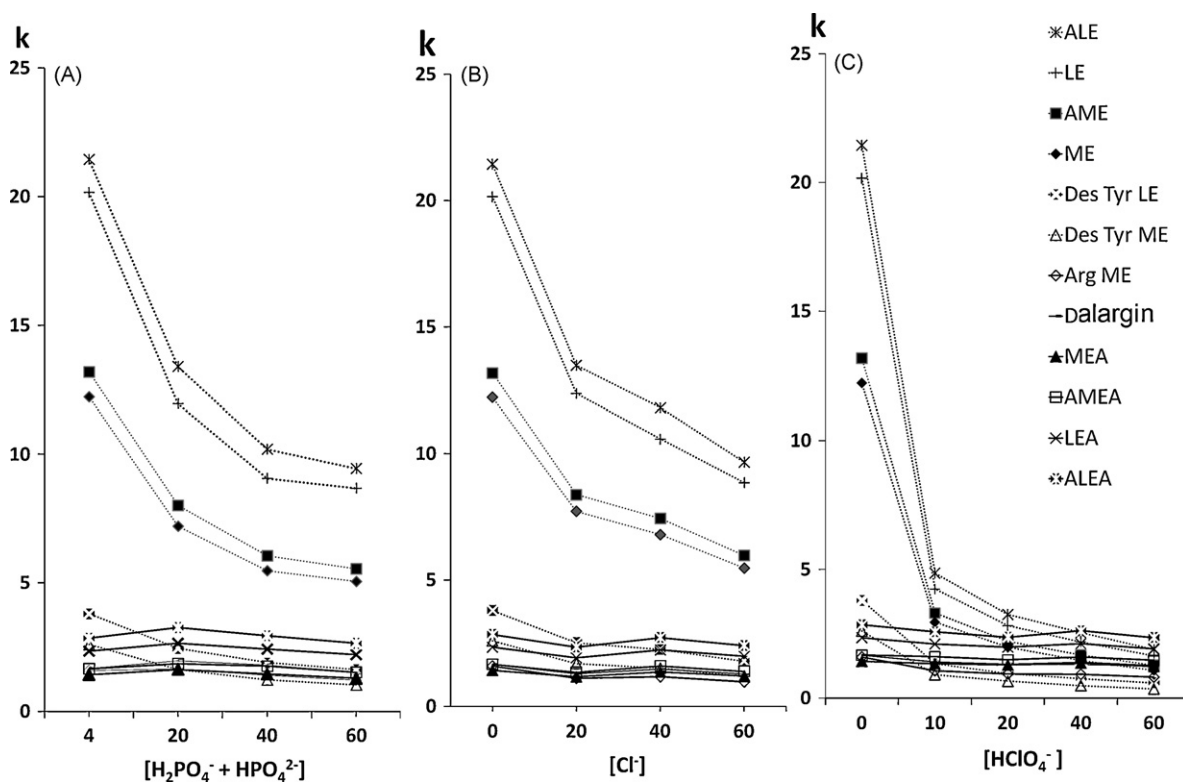 k
25
(A)
20
15
10
5
0
4
20
40
60
[H₂PO₄⁻ + HPO₄²⁻]
k
25
(B)
20
15
10
5
0
0
20
40
60
[Cl⁻]
k
25
(C)
20
15
10
5
0
0
10
20
40
60
[HClO₄⁻]
ALE
LE
AME
ME
Des Tyr LE
Des Tyr ME
Arg ME
Dalargin
MEA
AMEA
LEA
ALEA